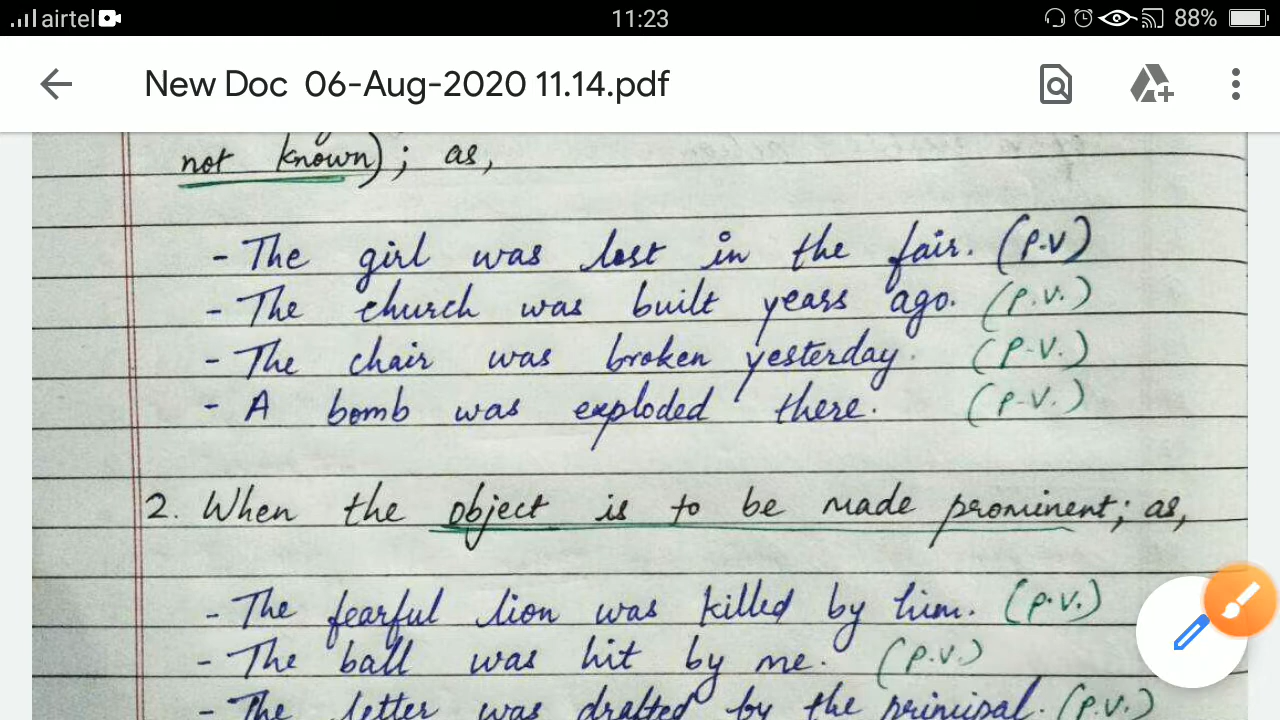 airtel 11:23 88%
New Doc 06-Aug-2020 11.14.pdf
not known); as,
- The girl was lost in the fair. (P.V)
- The church was built years ago. (P.V.)
- The chair was broken yesterday. (P.V.)
- A bomb was exploded there. (P.V.)
2. When the object is to be made prominent; as,
- The fearful lion was killed by him. (P.V.)
- The ball was hit by me. (P.V.)
- The letter was drafted by the principal. (P.V.)